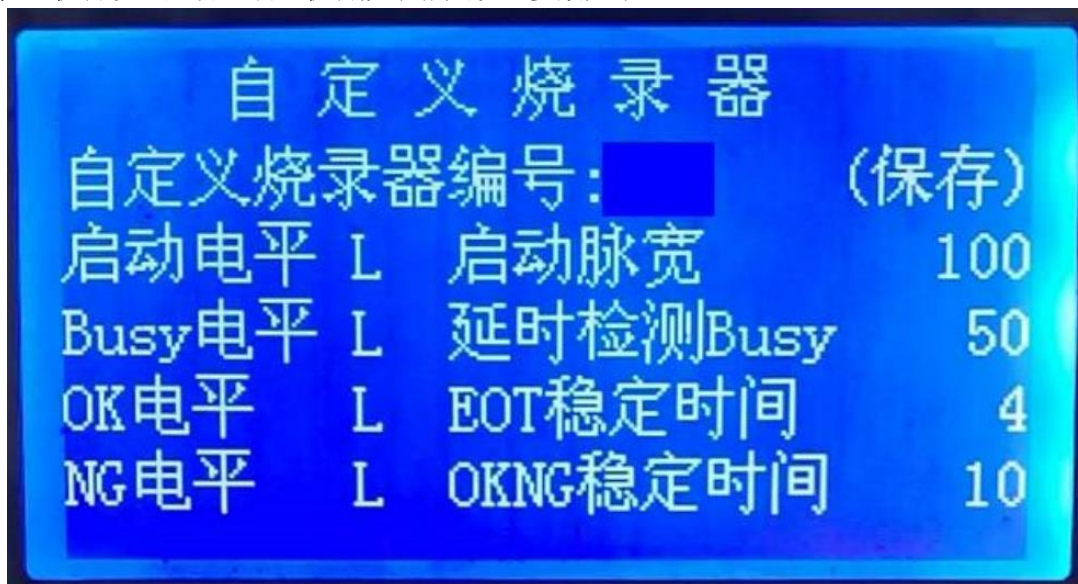 自定义烧录器
自定义烧录器编号: (保存)
启动电平 L 启动脉宽 100
Busy电平 L 延时检测Busy 50
OK电平 L EOT稳定时间 4
NG电平 L OKNG稳定时间 10